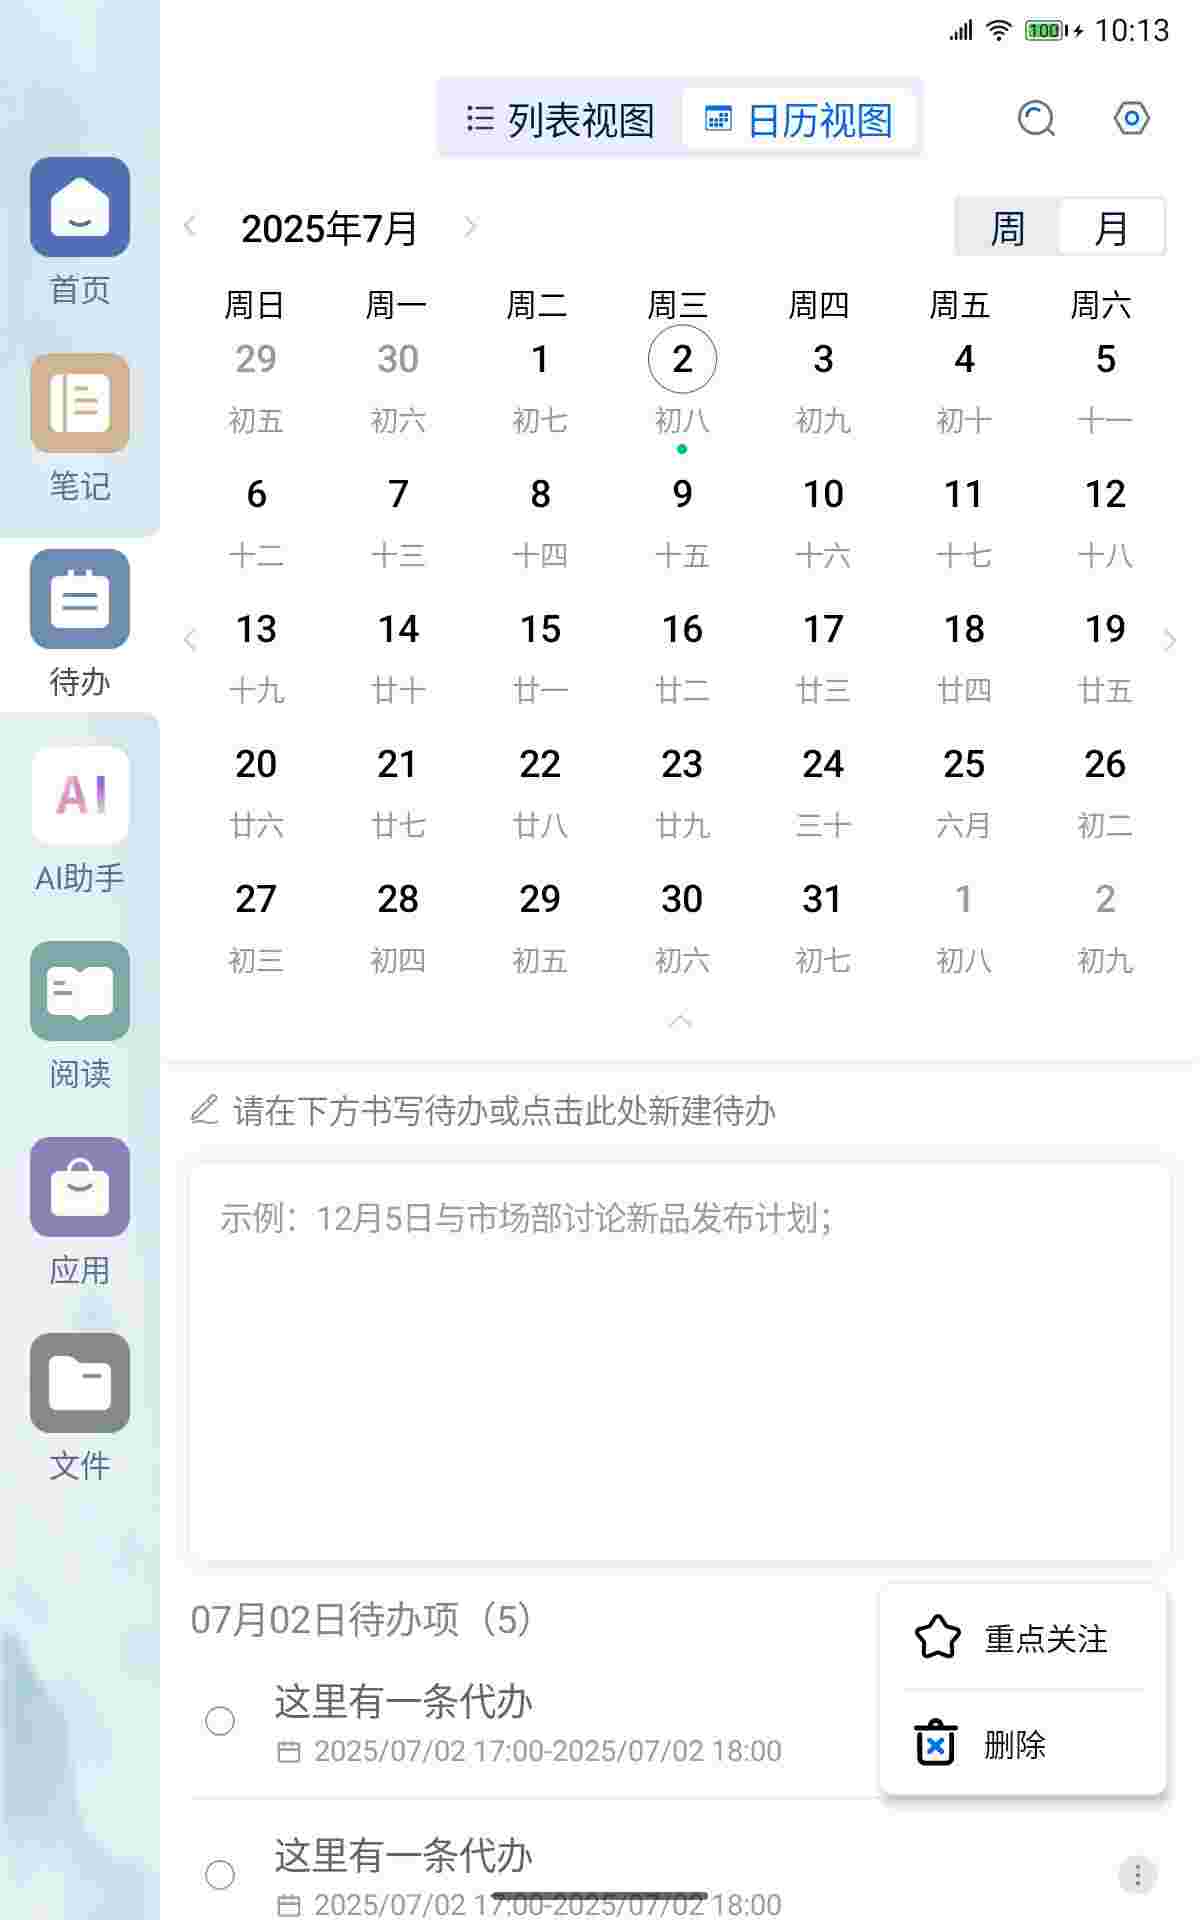 100 10:13
列表视图 日历视图
2025年7月 周 月
周日 周一 周二 周三 周四 周五 周六
29 30 1 2 3 4 5
初五 初六 初七 初八 初九 初十 十一
6 7 8 9 10 11 12
十二 十三 十四 十五 十六 十七 十八
13 14 15 16 17 18 19
十九 廿十 廿一 廿二 廿三 廿四 廿五
20 21 22 23 24 25 26
廿六 廿七 廿八 廿九 三十 六月 初二
27 28 29 30 31 1 2
初三 初四 初五 初六 初七 初八 初九
请在下方书写待办或点击此处新建待办
示例：12月5日与市场部讨论新品发布计划;
07月02日待办项（5）
这里有一条代办
2025/07/02 17:00-2025/07/02 18:00
这里有一条代办
2025/07/02 17:00-2025/07/02 18:00
重点关注
删除
首页
笔记
待办
AI
AI助手
阅读
应用
文件